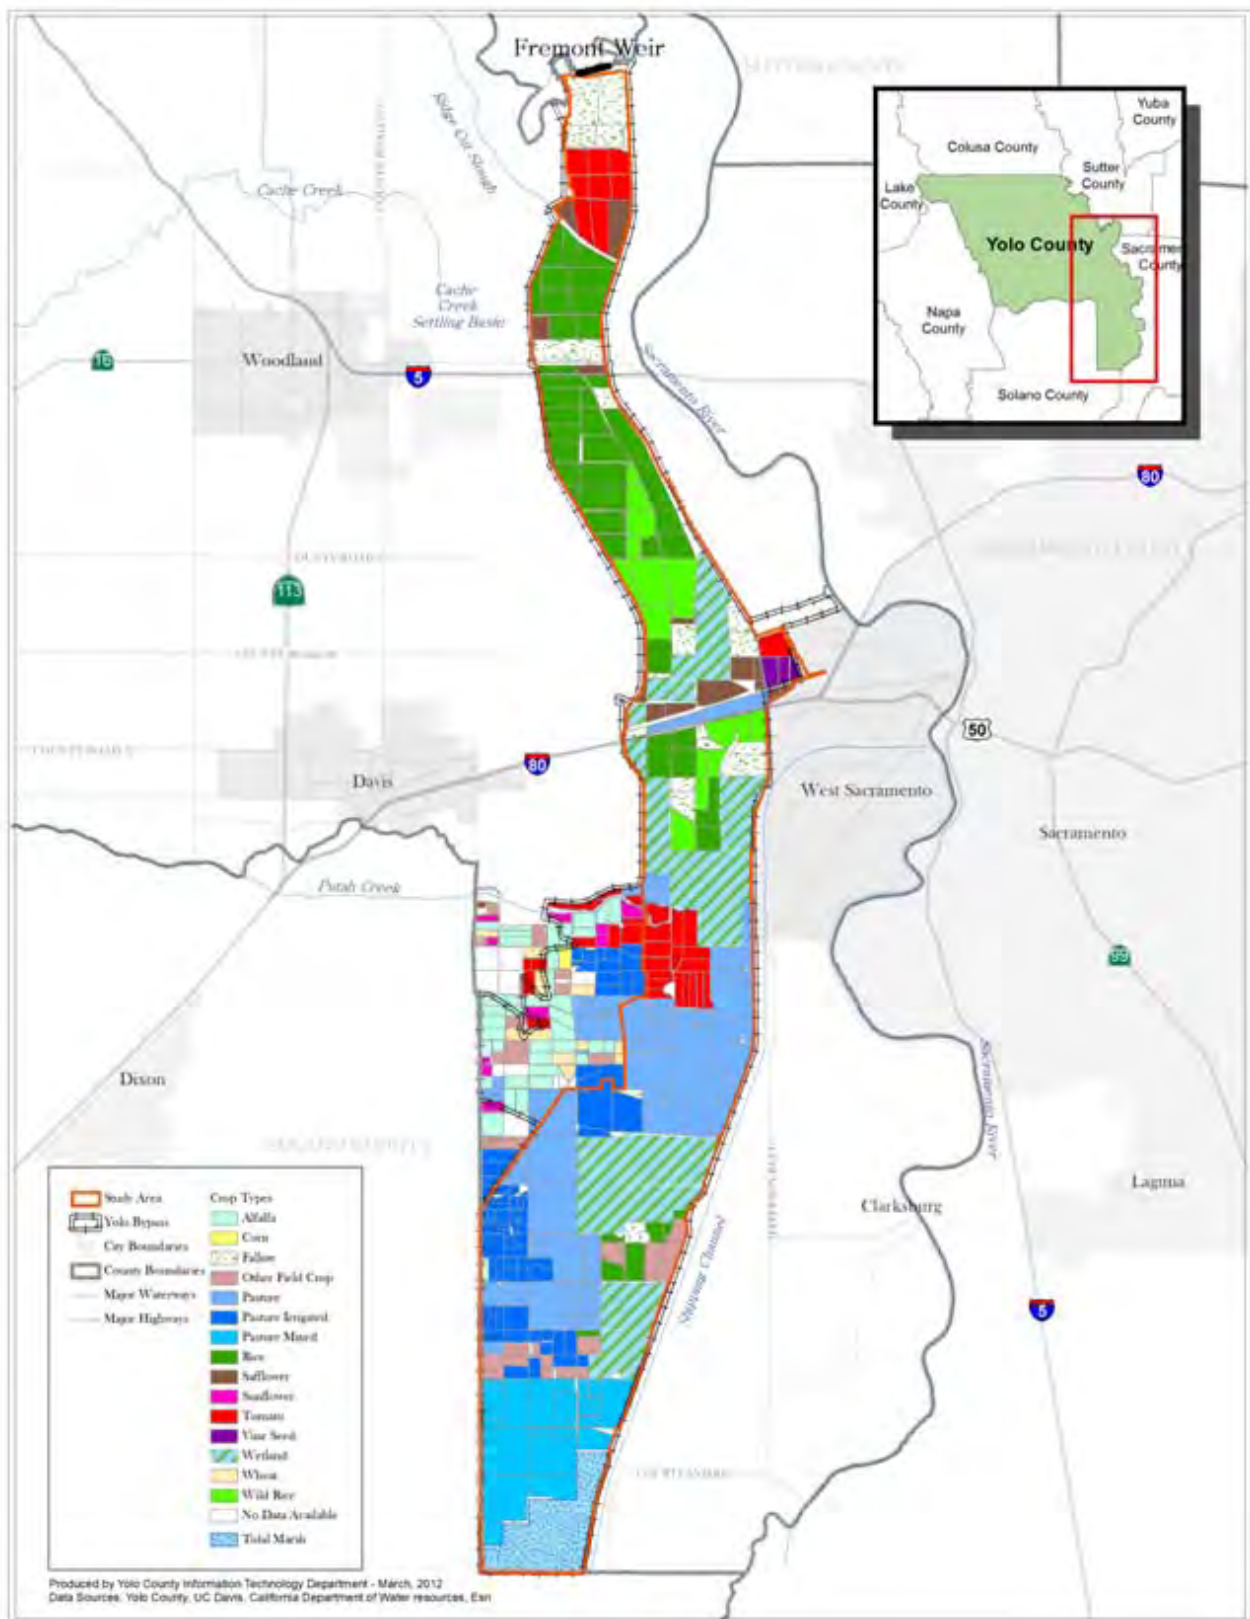 Fremont Weir
Ridge Cut Slough
Cache Creek
Cache
Creek
Settling Basin
Woodland
16
5
Sacramento River
Yuba
County
Colusa County
Sutter
County
Lake
County
Yolo County
Sacramen
County
Napa
County
Solano County
80
113
50
80
Davis
West Sacramento
Sacramento
Putah Creek
99
Dixon
Sacramento River
Laguna
Clarksburg
Shipping Channel
5
Study Area
Yolo Bypass
City Boundaries
County Boundaries
Major Waterways
Major Highways
Crop Types
Alfalfa
Corn
Fallow
Other Field Crop
Pasture
Pasture Irrigated
Pasture Mixed
Rice
Safflower
Sunflower
Tomato
Vine Seed
Wetland
Wheat
Wild Rice
No Data Available
Tidal Marsh
Produced by Yolo County Information Technology Department - March, 2012
Data Sources: Yolo County, UC Davis, California Department of Water resources, Esri